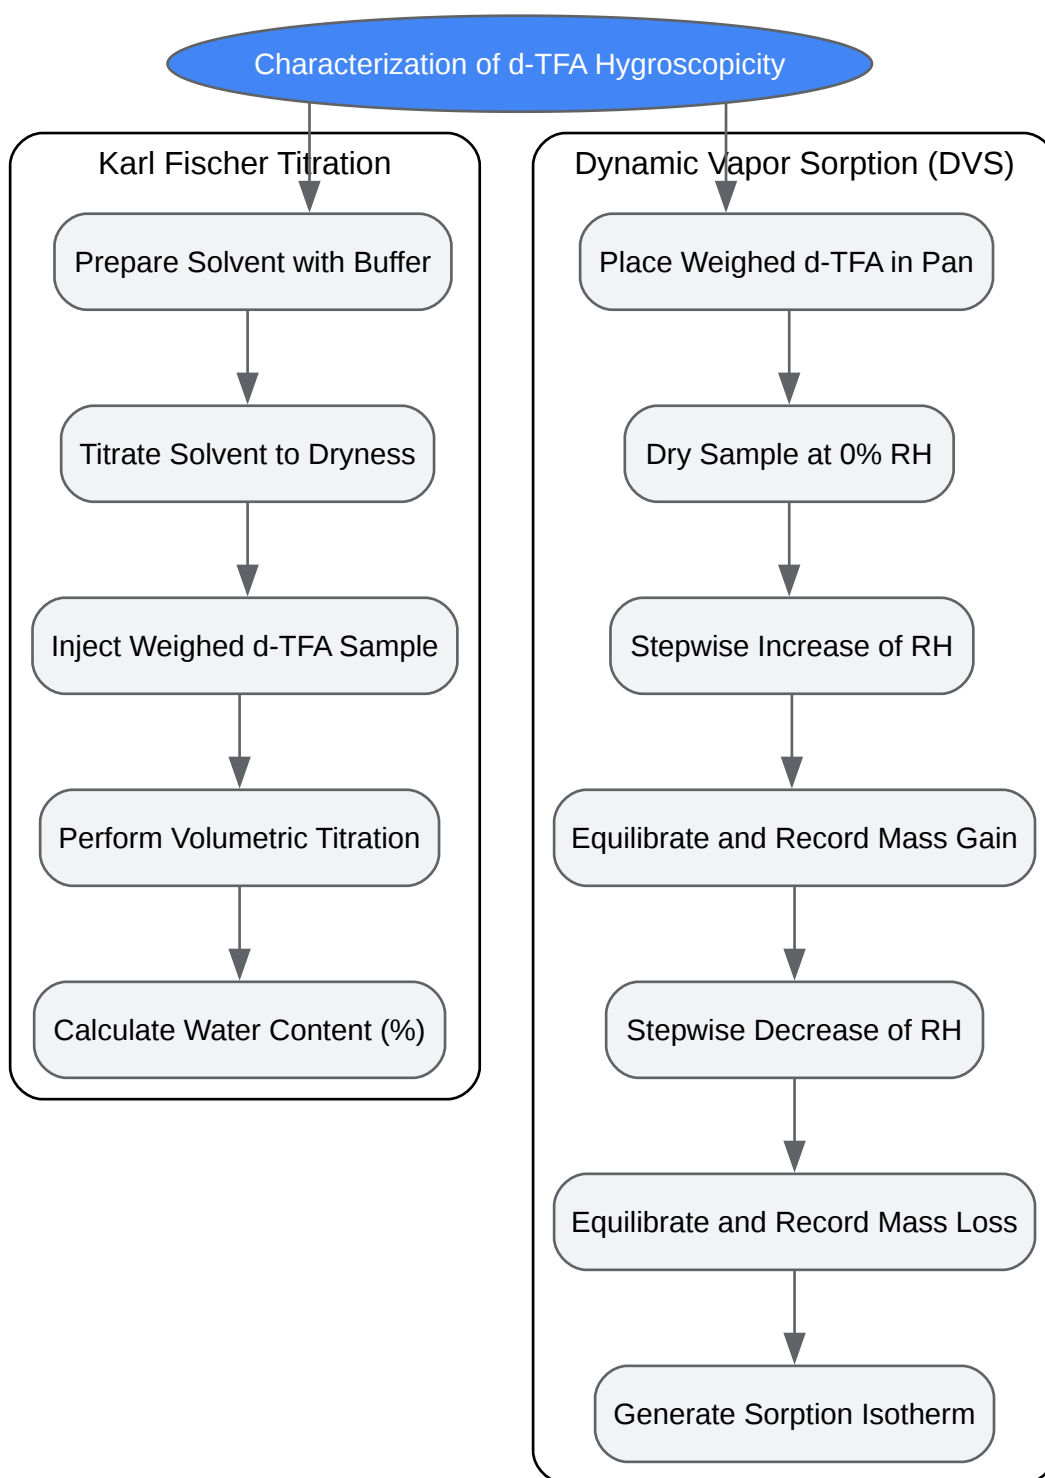 Characterization of d-TFA Hygroscopicity
Karl Fischer Titration
Prepare Solvent with Buffer
Titrate Solvent to Dryness
Inject Weighed d-TFA Sample
Perform Volumetric Titration
Calculate Water Content (%)
Dynamic Vapor Sorption (DVS)
Place Weighed d-TFA in Pan
Dry Sample at 0% RH
Stepwise Increase of RH
Equilibrate and Record Mass Gain
Stepwise Decrease of RH
Equilibrate and Record Mass Loss
Generate Sorption Isotherm